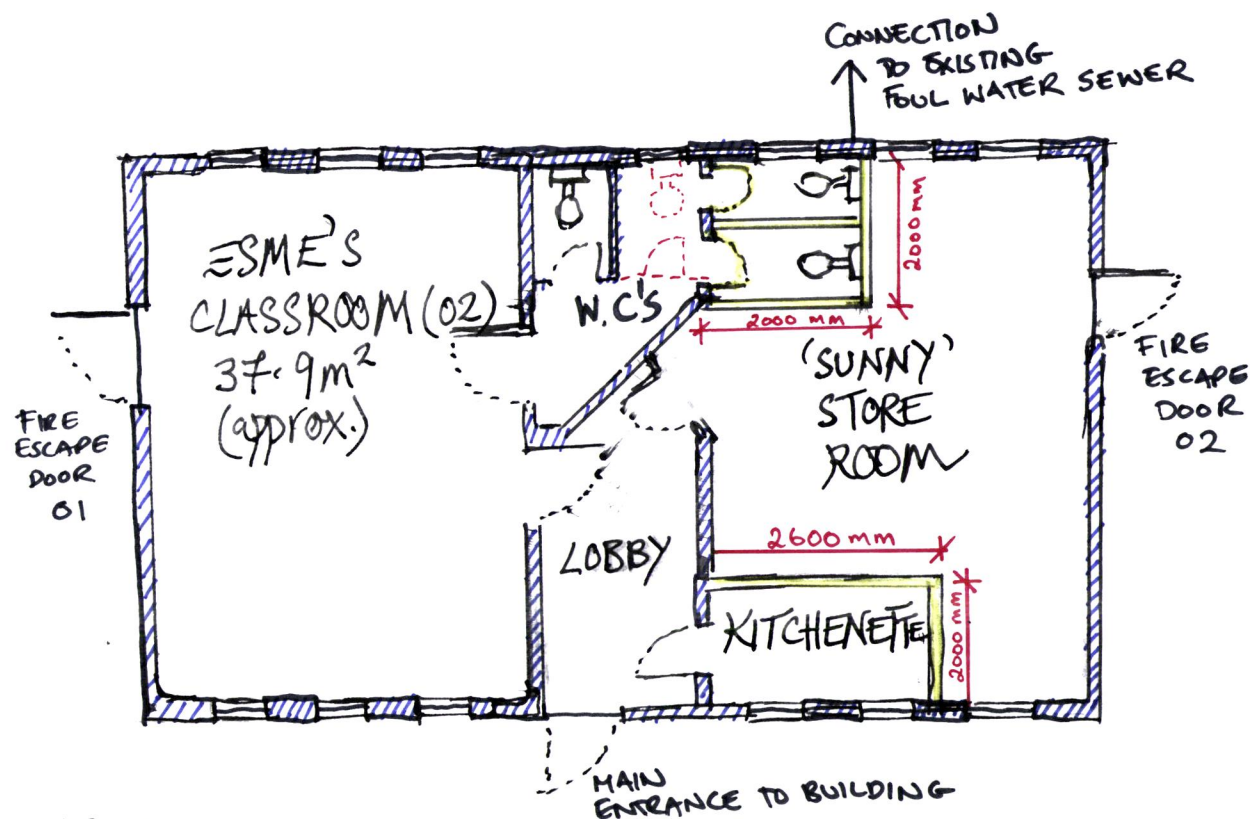 CONNECTION
TO EXISTING
FOUL WATER SEWER
ESME'S
CLASSROOM (02)
37.9m²
(approx.)
W.C'S
2000 mm
2000 mm
'SUNNY'
STORE
ROOM
FIRE
ESCAPE
DOOR
01
FIRE
ESCAPE
DOOR
02
LOBBY
2600 mm
KITCHENETTE
2000 mm
MAIN
ENTRANCE TO BUILDING